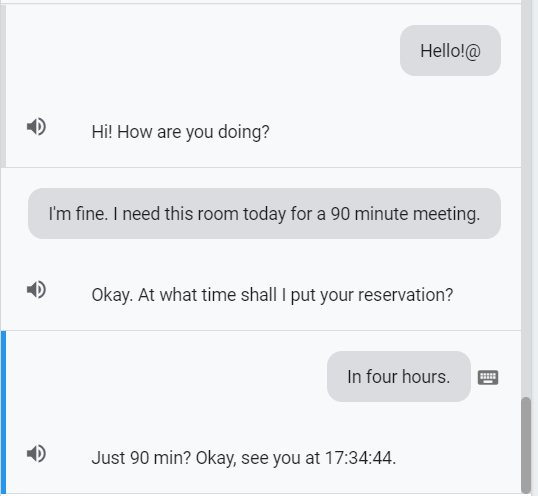 Hello!@
Hi! How are you doing?
I'm fine. I need this room today for a 90 minute meeting.
Okay. At what time shall I put your reservation?
In four hours.
Just 90 min? Okay, see you at 17:34:44.